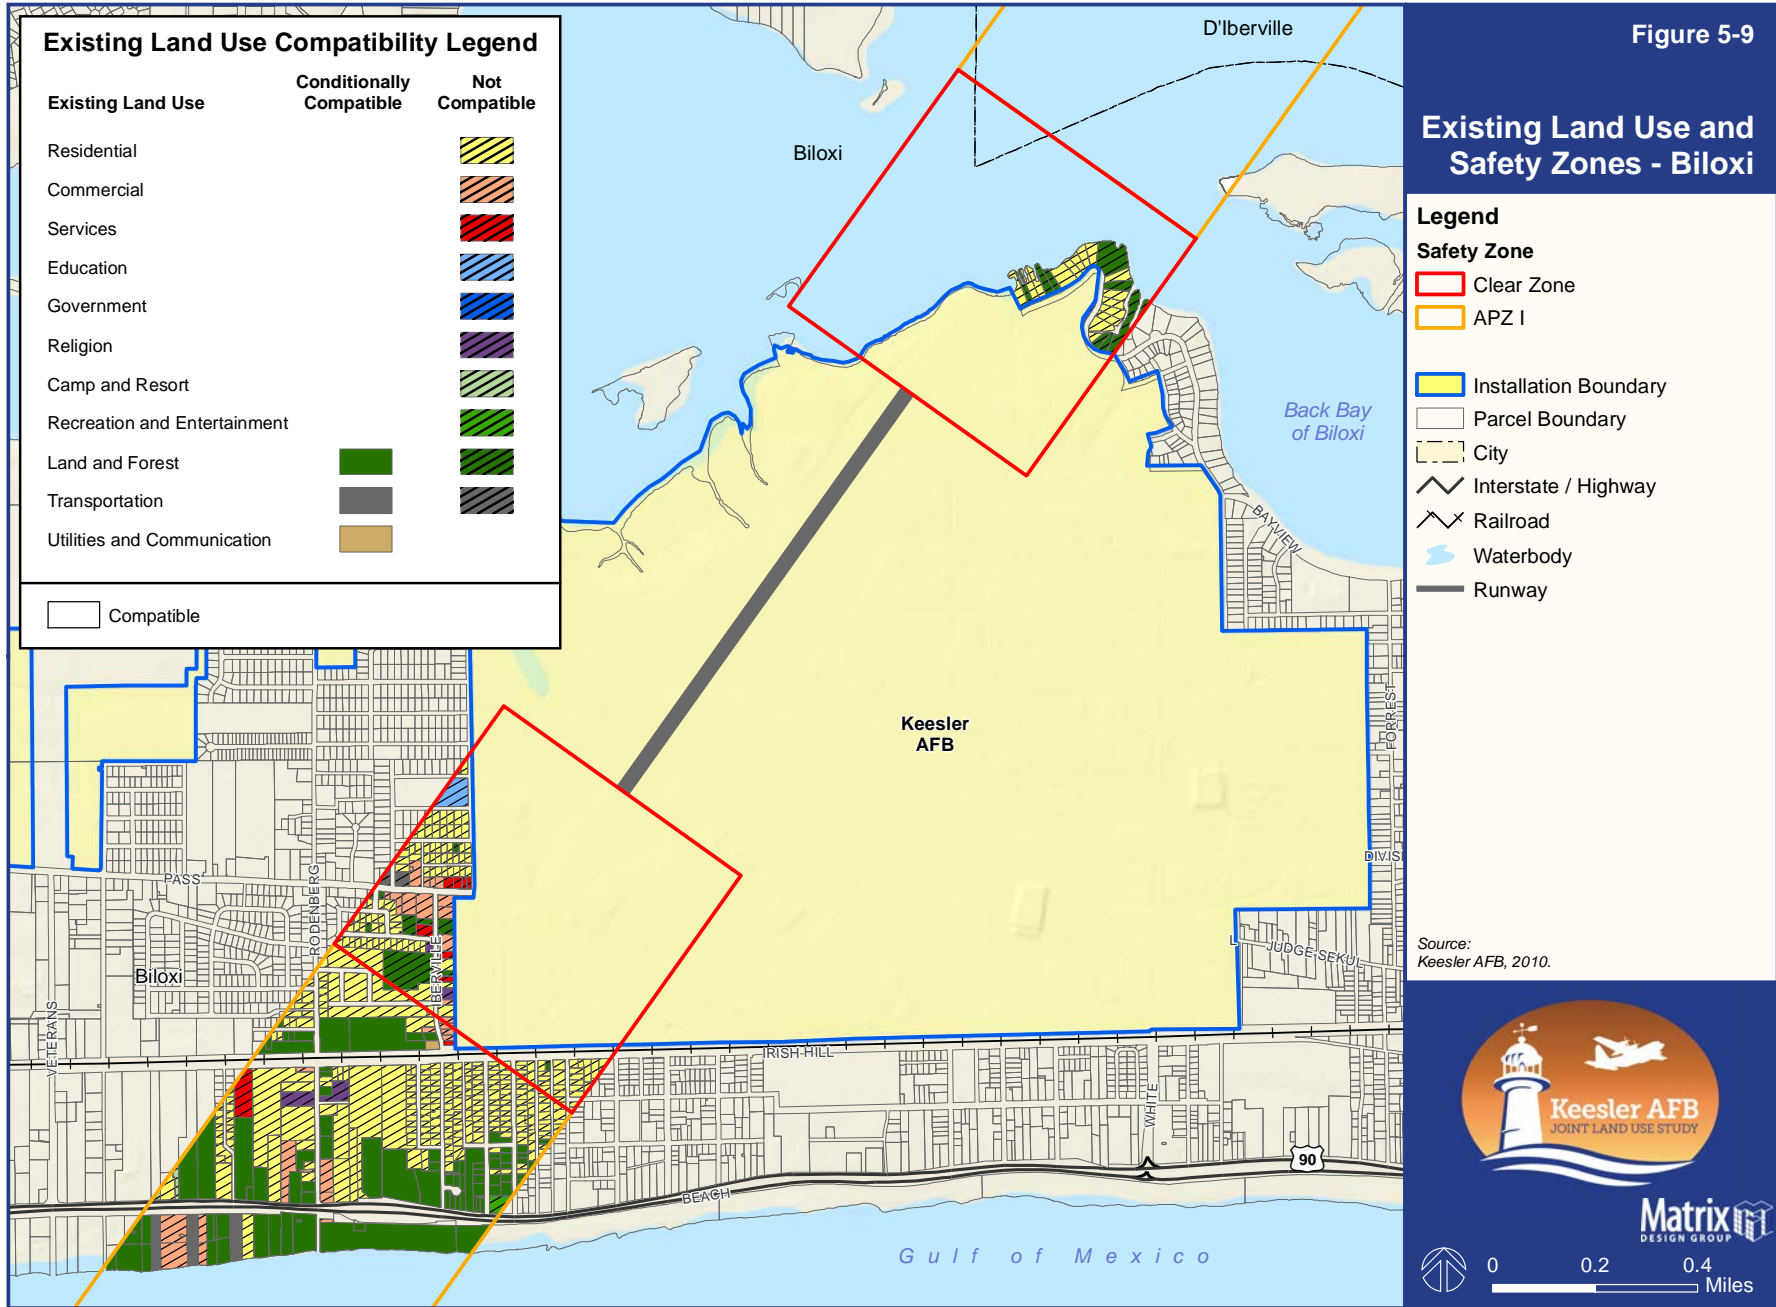 Existing Land Use Compatibility Legend
Existing Land Use
Conditionally
Compatible
Not
Compatible
Residential
Commercial
Services
Education
Government
Religion
Camp and Resort
Recreation and Entertainment
Land and Forest
Transportation
Utilities and Communication
Compatible
D'Iberville
Biloxi
Back Bay
of Biloxi
BAYVIEW
Keesler
AFB
FORREST
DIVISI
PASS
RODENBERG
IBERVILLE
Biloxi
VETERANS
L
JUDGE SEKUL
IRISH HILL
WHITE
90
BEACH
Gulf of Mexico
Figure 5-9
Existing Land Use and
Safety Zones - Biloxi
Legend
Safety Zone
Clear Zone
APZ I
Installation Boundary
Parcel Boundary
City
Interstate / Highway
Railroad
Waterbody
Runway
Source:
Keesler AFB, 2010.
Keesler AFB
JOINT LAND USE STUDY
Matrix
DESIGN GROUP
0 0.2 0.4
Miles